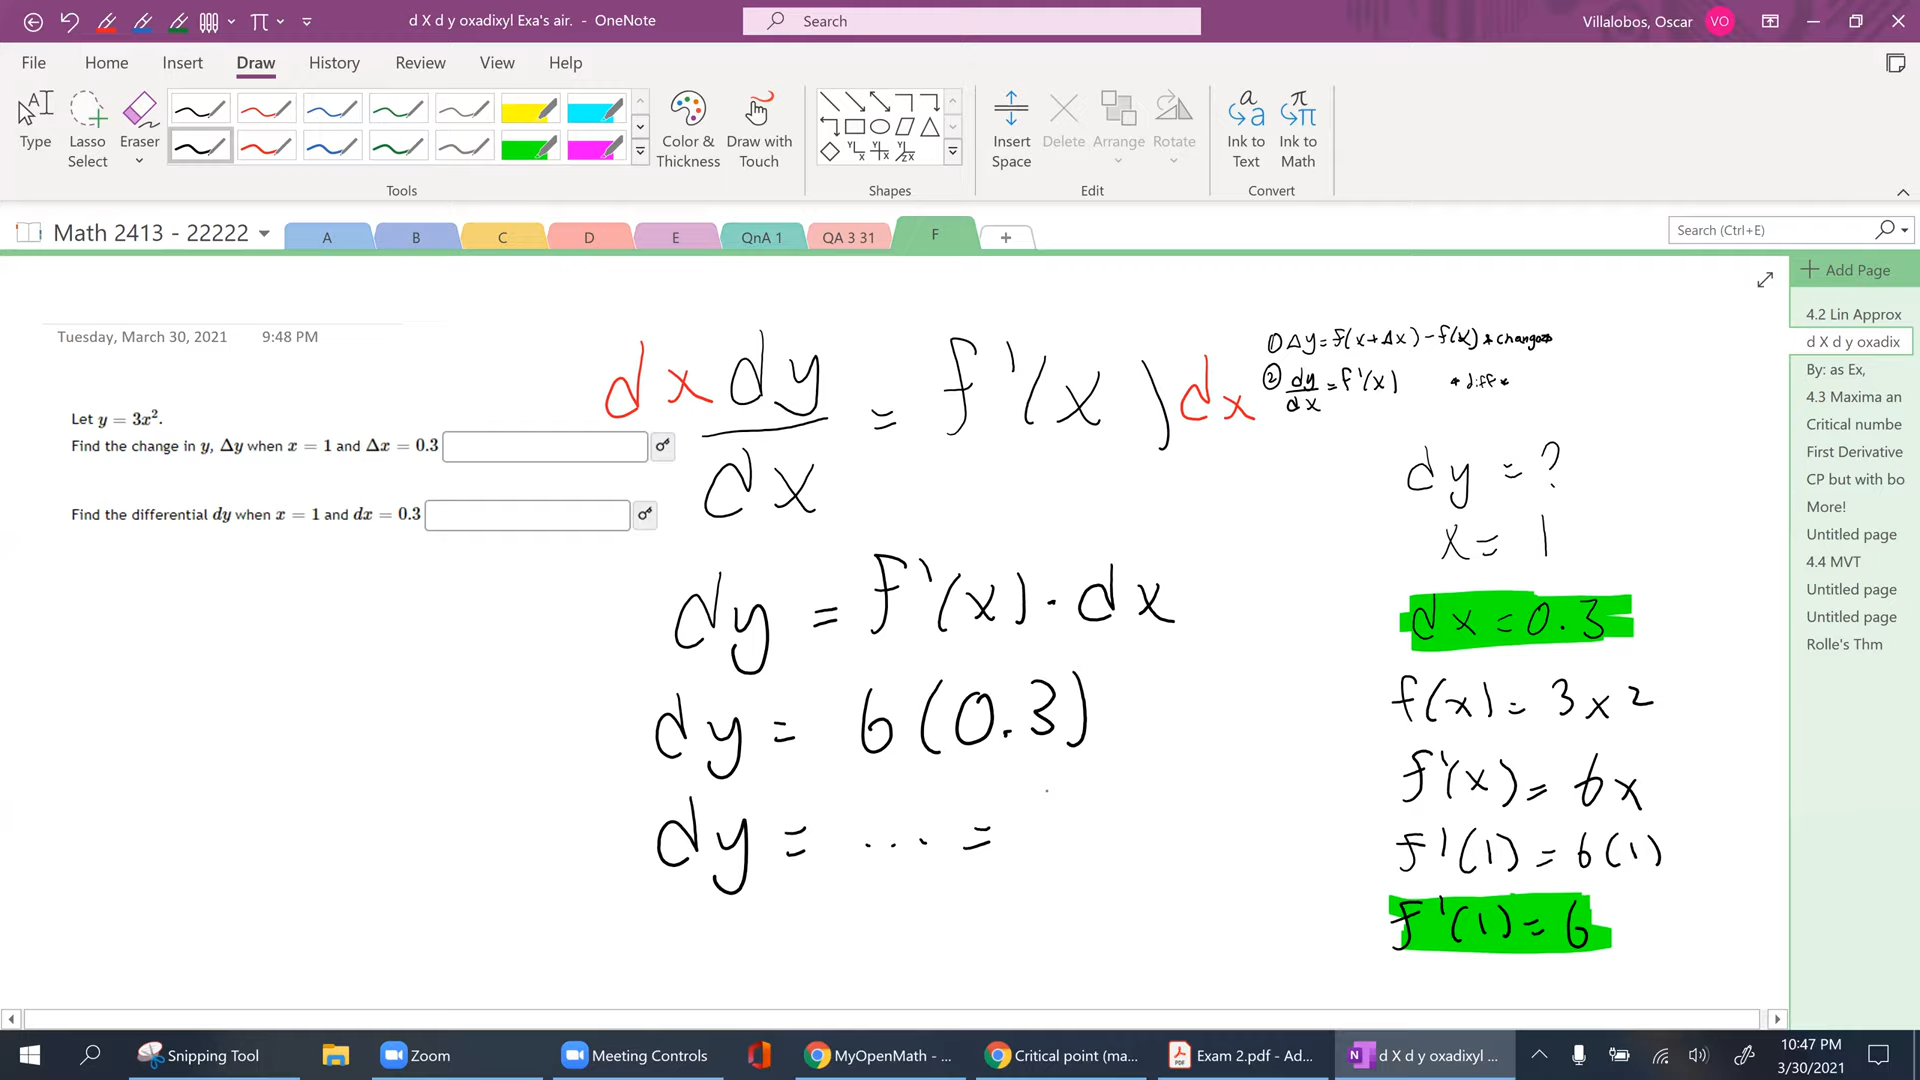 d X d y oxadixyl Exa's air. - OneNote
Search
Villalobos, Oscar
VO
File Home Insert Draw History Review View Help
Type
Lasso Select
Eraser
Color & Thickness
Draw with Touch
Insert Space
Delete
Arrange
Rotate
Ink to Text
Ink to Math
Tools
Shapes
Edit
Convert
Math 2413 - 22222
A B C D E QnA 1 QA 3 31 F +
Search (Ctrl+E)
Add Page
4.2 Lin Approx
d X d y oxadix
By: as Ex,
4.3 Maxima an
Critical numbe
First Derivative
CP but with bo
More!
Untitled page
4.4 MVT
Untitled page
Untitled page
Rolle's Thm
Tuesday, March 30, 2021 9:48 PM
Let y = 3x².
Find the change in y, Δy when x = 1 and Δx = 0.3
Find the differential dy when x = 1 and dx = 0.3
dx dy/dx = f'(x) dx
dy = f'(x) · dx
dy = 6(0.3)
dy = .... =
① Δy = f(x+Δx) - f(x) * change *
② dy/dx = f'(x) * diff *
dy = ?
x = 1
dx = 0.3
f(x) = 3x²
f'(x) = 6x
f'(1) = 6(1)
f'(1) = 6
Snipping Tool
Zoom
Meeting Controls
MyOpenMath - ...
Critical point (ma...
Exam 2.pdf - Ad...
d X d y oxadixyl ...
10:47 PM
3/30/2021